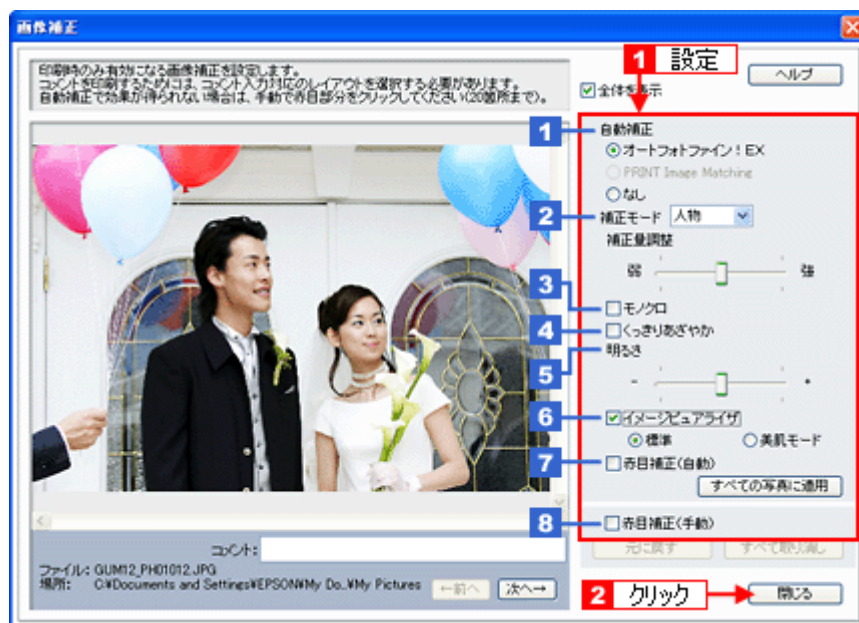 画像補正
印刷時のみ有効になる画像補正を設定します。
コメントを印刷するためには、コメント入力対応のレイアウトを選択する必要があります。
自動補正で効果が得られない場合は、手動で赤目部分をクリックしてください(20箇所まで)。
1 設定
ヘルプ
全体を表示
1 自動補正
オートフォトファイン!EX
PRINT Image Matching
なし
2 補正モード 人物
補正量調整
弱 強
3 モノクロ
4 くっきりあざやか
5 明るさ
- +
6 イメージピュアライザ
標準 美肌モード
7 赤目補正(自動)
すべての写真に適用
8 赤目補正(手動)
元に戻す すべて取り消し
コメント:
ファイル: GUM12_PH01012.JPG
場所: C:¥Documents and Settings¥EPSON¥My Do..¥My Pictures
←前へ 次へ→
2 クリック 閉じる